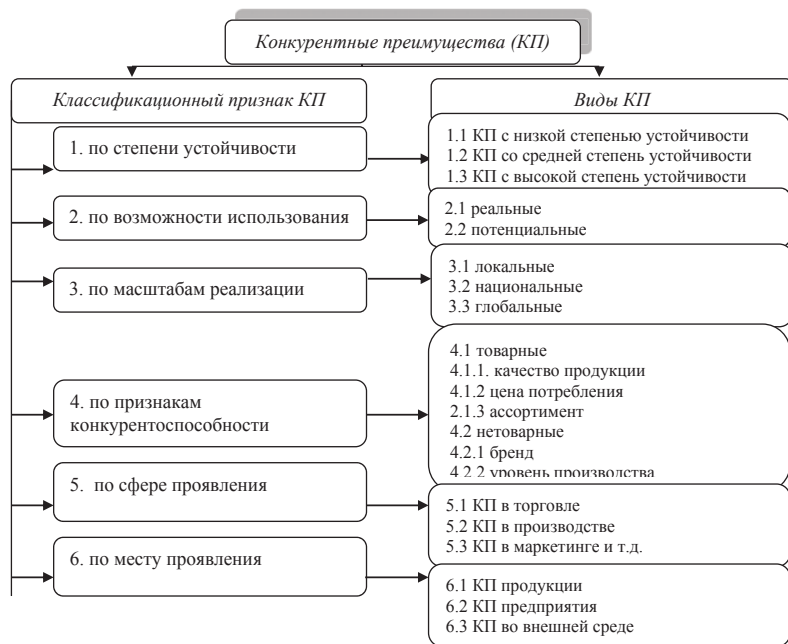 Конкурентные преимущества (КП)
Классификационный признак КП
Виды КП
1. по степени устойчивости
1.1 КП с низкой степенью устойчивости
1.2 КП со средней степень устойчивости
1.3 КП с высокой степень устойчивости
2. по возможности использования
2.1 реальные
2.2 потенциальные
3. по масштабам реализации
3.1 локальные
3.2 национальные
3.3 глобальные
4. по признакам
конкурентоспособности
4.1 товарные
4.1.1. качество продукции
4.1.2 цена потребления
2.1.3 ассортимент
4.2 нетоварные
4.2.1 бренд
4.2.2 уровень производства
5. по сфере проявления
5.1 КП в торговле
5.2 КП в производстве
5.3 КП в маркетинге и т.д.
6. по месту проявления
6.1 КП продукции
6.2 КП предприятия
6.3 КП во внешней среде